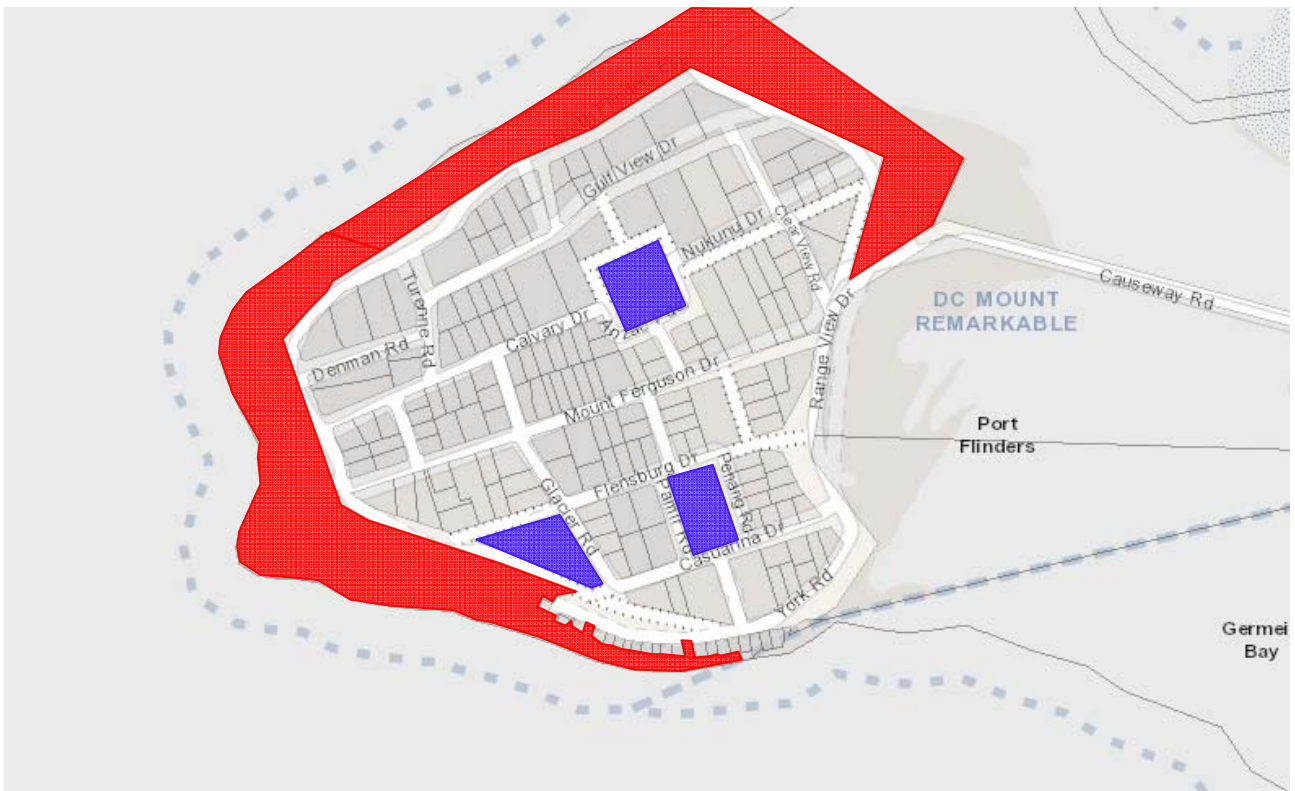 Gulf View Dr
Nukunu Dr
Clear View Rd
Turenne Rd
Causeway Rd
DC MOUNT
REMARKABLE
Calvary Dr
Denman Rd
Range View Dr
Mount Ferguson Dr
Port
Flinders
Flensburg Dr
Penang Rd
Glacier Rd
Pamir Rd
Casuarina Dr
York Rd
Germei
Bay